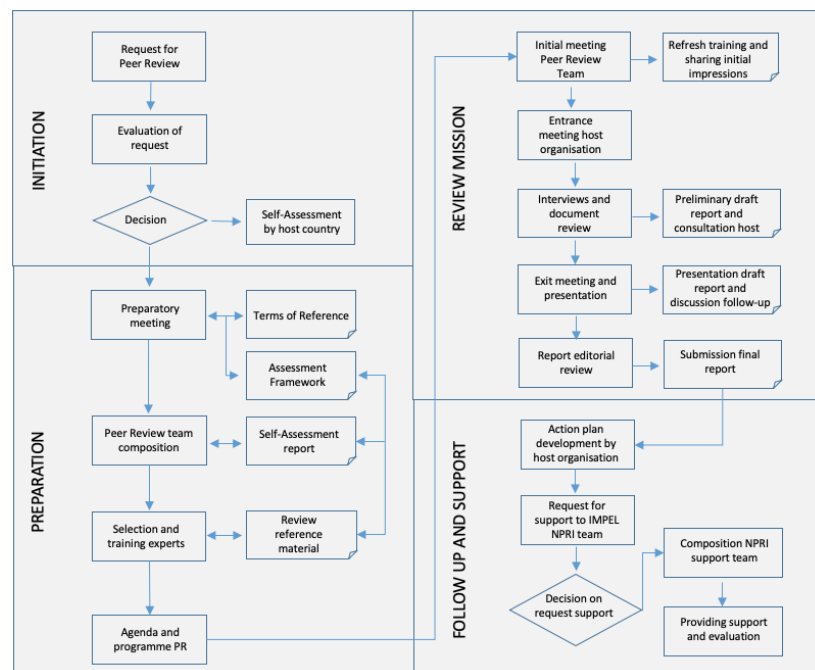 INITIATION
Request for
Peer Review
Evaluation of
request
Decision
Self-Assessment
by host country
PREPARATION
Preparatory
meeting
Terms of Reference
Assessment
Framework
Peer Review team
composition
Self-Assessment
report
Selection and
training experts
Review
reference
material
Agenda and
programme PR
REVIEW MISSION
Initial meeting
Peer Review
Team
Refresh training and
sharing initial
impressions
Entrance
meeting host
organisation
Interviews and
document
review
Preliminary draft
report and
consultation host
Exit meeting and
presentation
Presentation draft
report and
discussion follow-up
Report editorial
review
Submission final
report
FOLLOW UP AND SUPPORT
Action plan
development by
host organisation
Request for
support to IMPEL
NPRI team
Decision on
request support
Composition NPRI
support team
Providing support
and evaluation